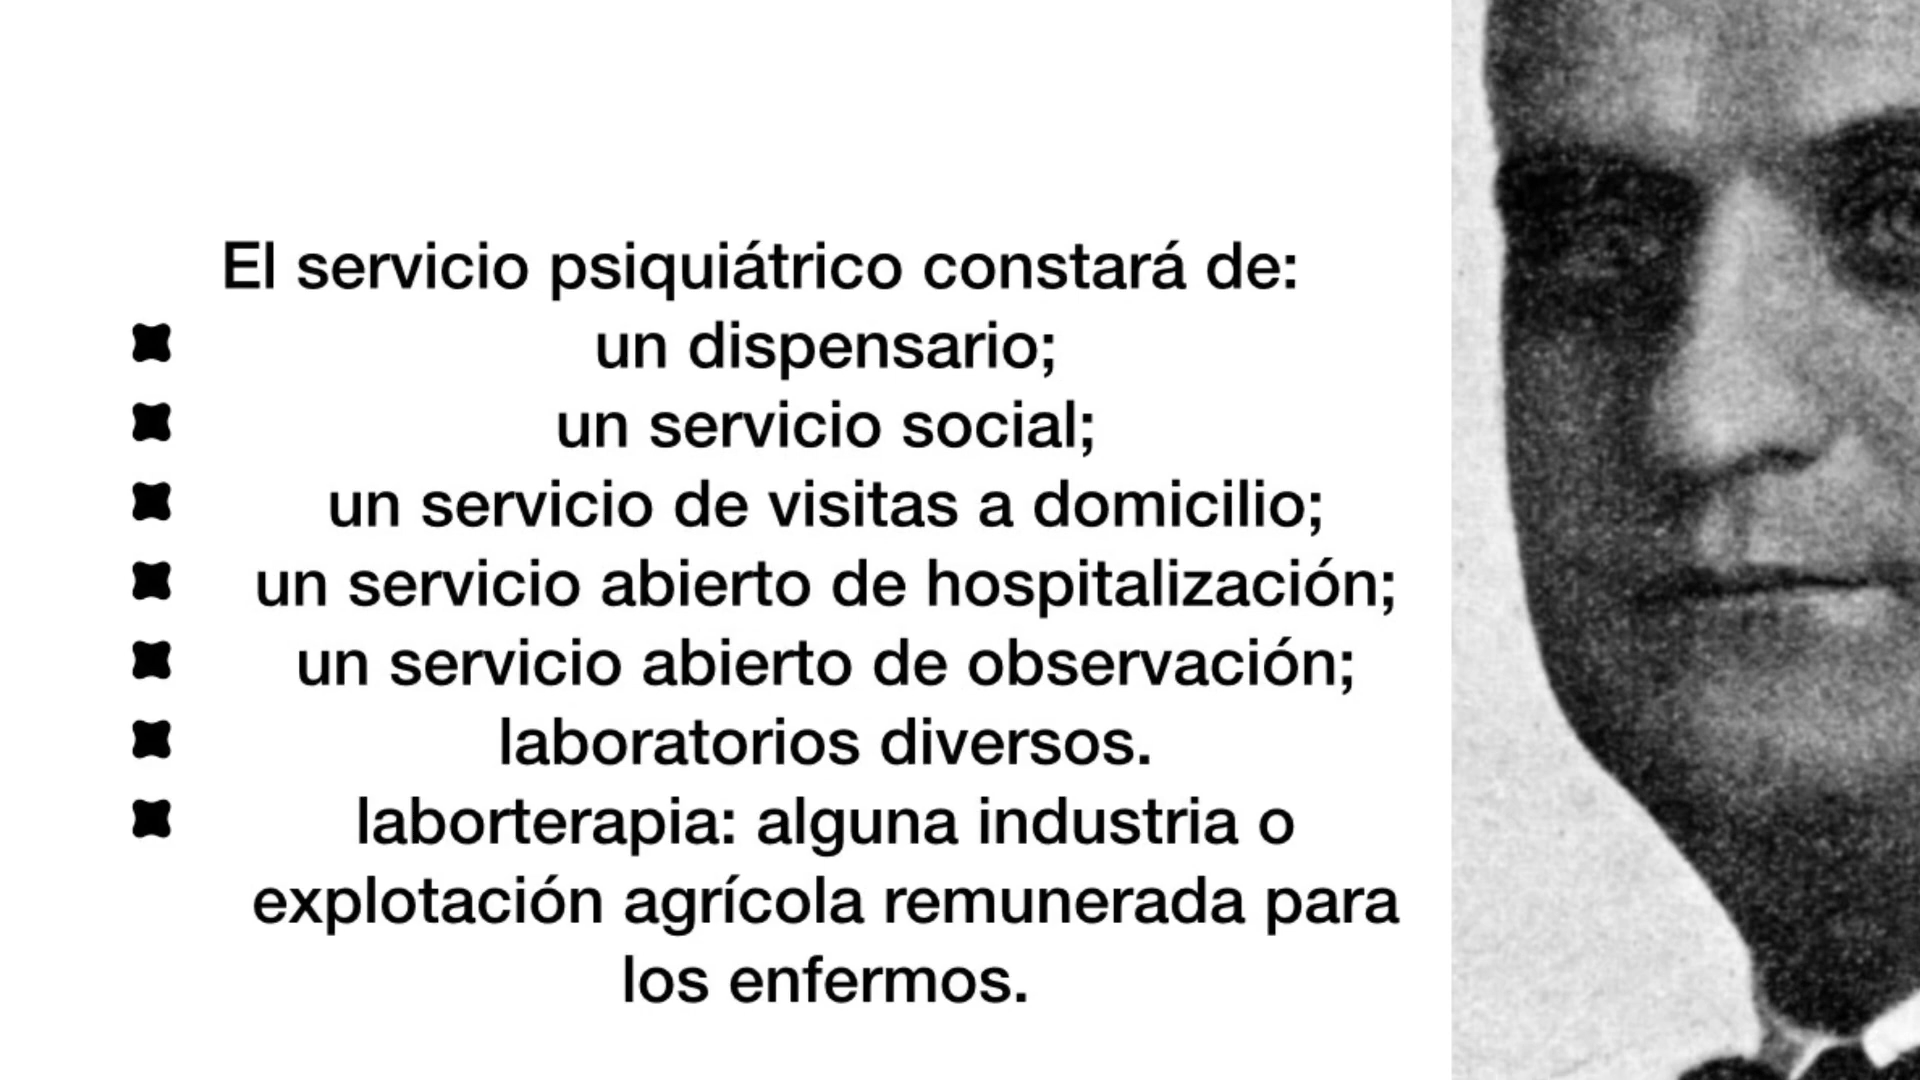 El servicio psiquiátrico constará de:
un dispensario;
un servicio social;
un servicio de visitas a domicilio;
un servicio abierto de hospitalización;
un servicio abierto de observación;
laboratorios diversos.
laborterapia: alguna industria o
explotación agrícola remunerada para
los enfermos.